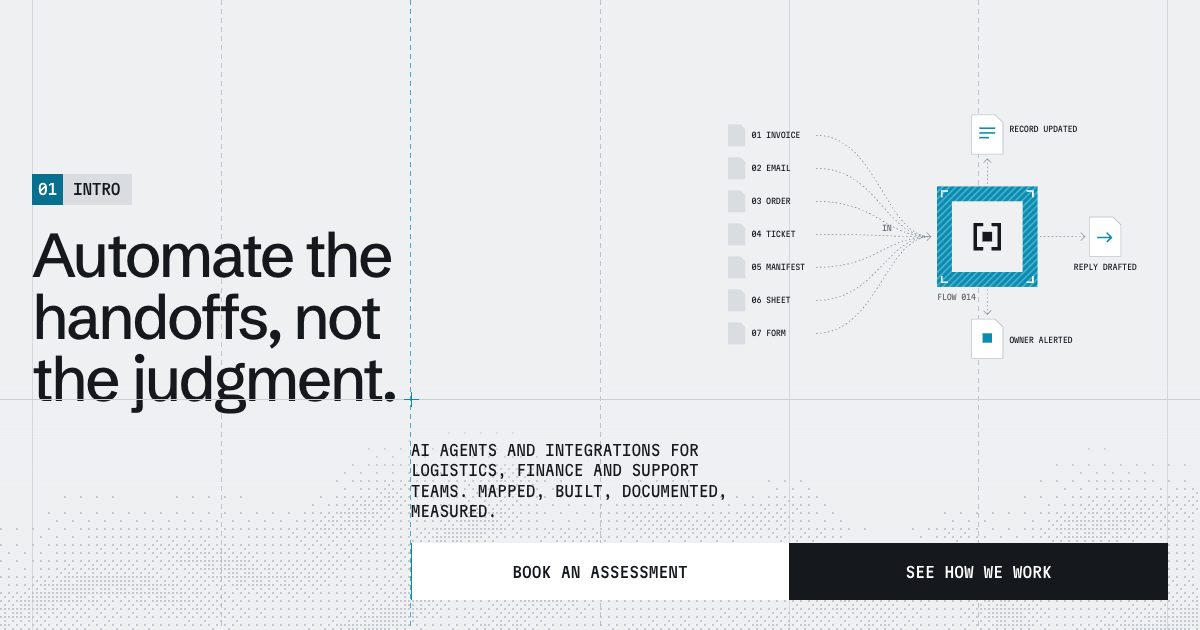 01 INTRO
Automate the
handoffs, not
the judgment.
01 INVOICE
02 EMAIL
03 ORDER
04 TICKET
05 MANIFEST
06 SHEET
07 FORM
IN
FLOW 014
RECORD UPDATED
REPLY DRAFTED
OWNER ALERTED
AI AGENTS AND INTEGRATIONS FOR
LOGISTICS, FINANCE AND SUPPORT
TEAMS. MAPPED, BUILT, DOCUMENTED,
MEASURED.
BOOK AN ASSESSMENT
SEE HOW WE WORK